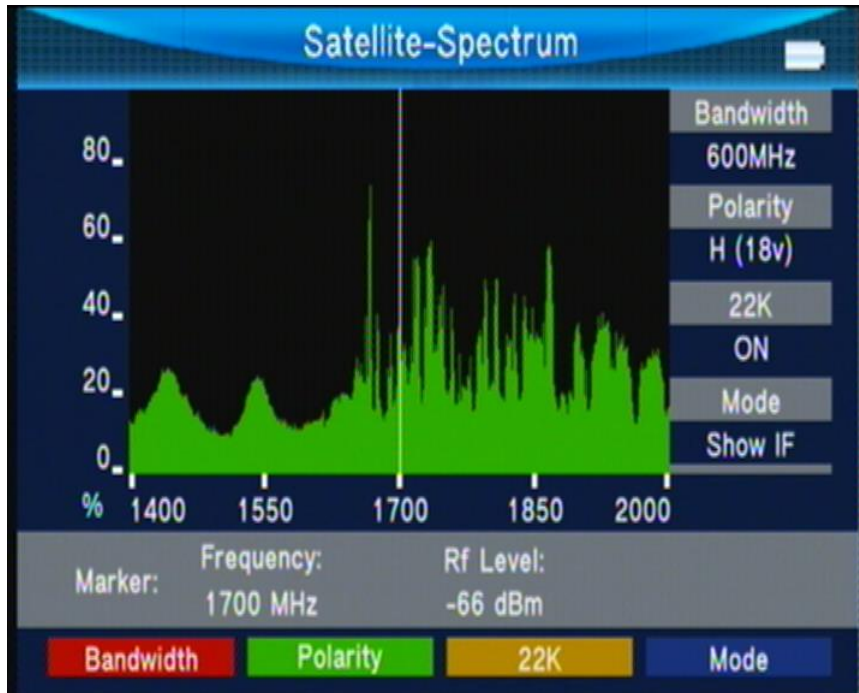 Satellite-Spectrum
Bandwidth
600MHz
Polarity
H (18v)
22K
ON
Mode
Show IF
80
60
40
20
0
% 1400 1550 1700 1850 2000
Marker: Frequency: Rf Level:
1700 MHz -66 dBm
Bandwidth Polarity 22K Mode